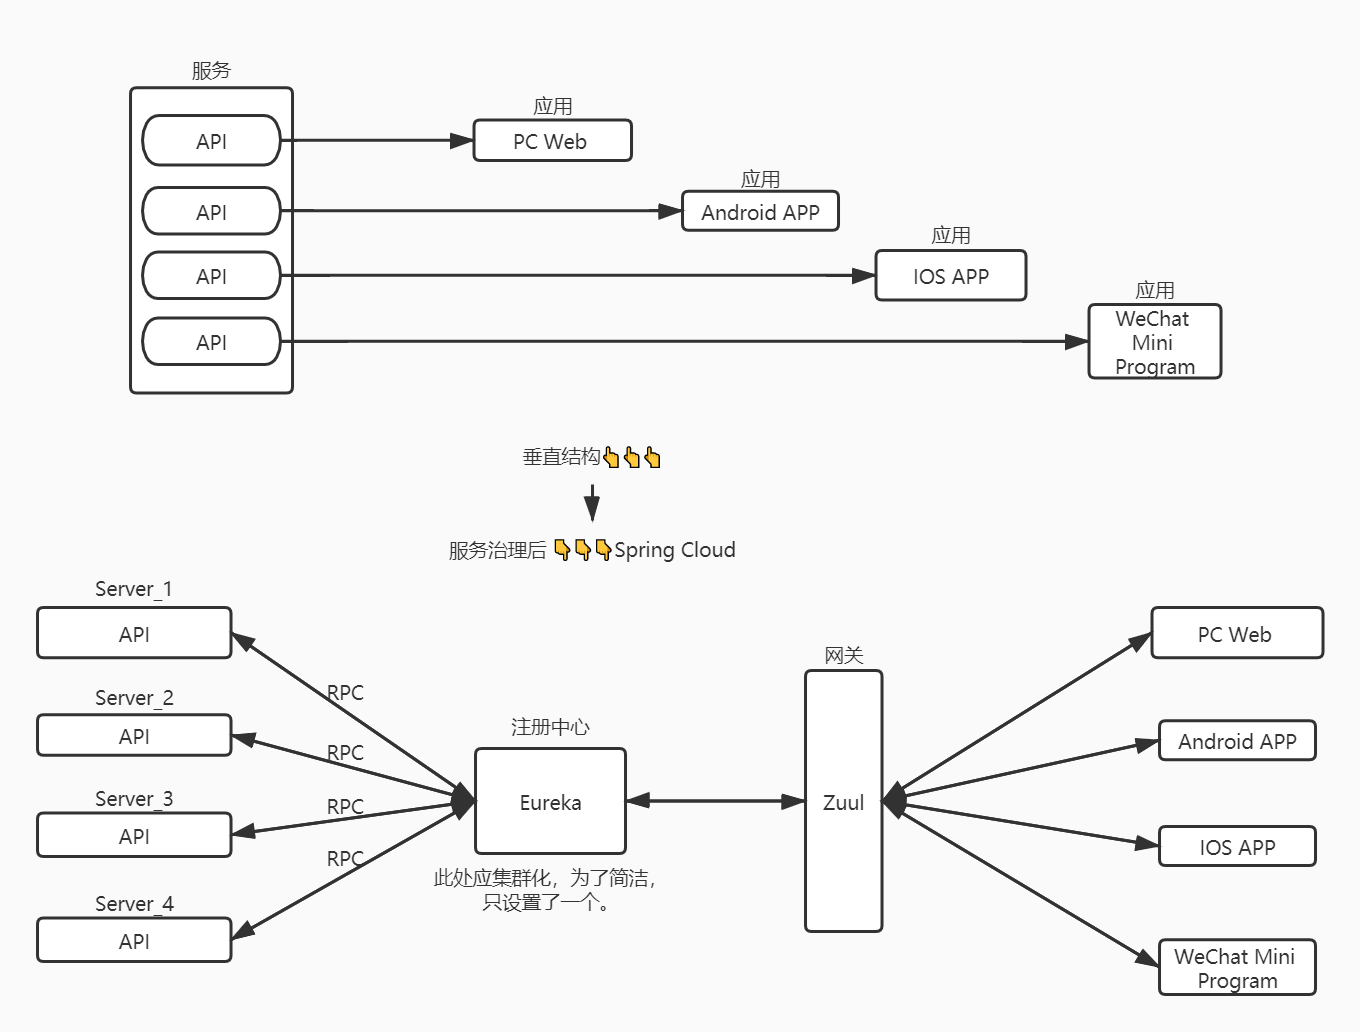 服务
API
应用
PC Web
API
应用
Android APP
API
应用
IOS APP
API
应用
WeChat
Mini
Program
垂直结构👆👆👆
服务治理后 👇👇👇Spring Cloud
Server_1
API
Server_2
API
Server_3
API
Server_4
API
RPC
RPC
RPC
RPC
注册中心
Eureka
此处应集群化，为了简洁，
只设置了一个。
网关
Zuul
PC Web
Android APP
IOS APP
WeChat Mini
Program